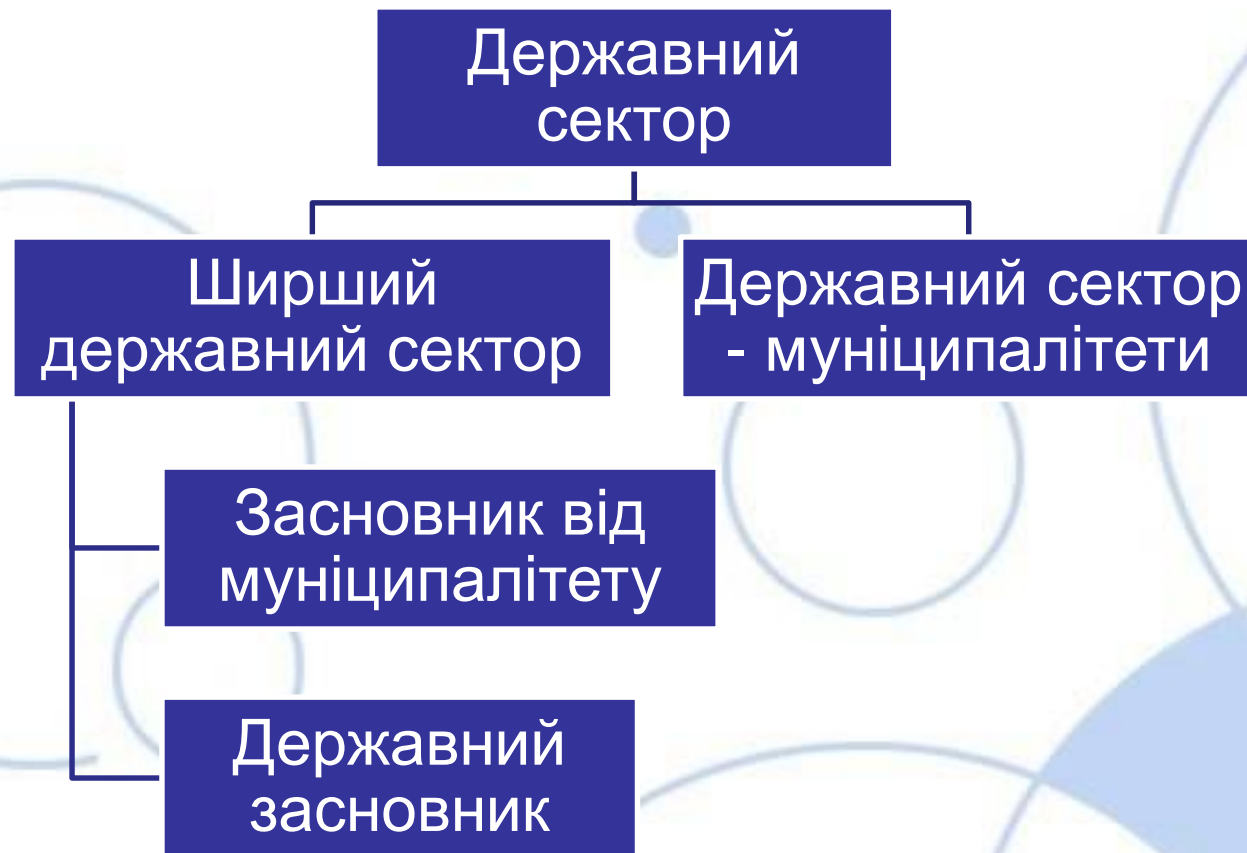 Державний
сектор
Ширший
державний сектор
Державний сектор
- муніципалітети
Засновник від
муніципалітету
Державний
засновник